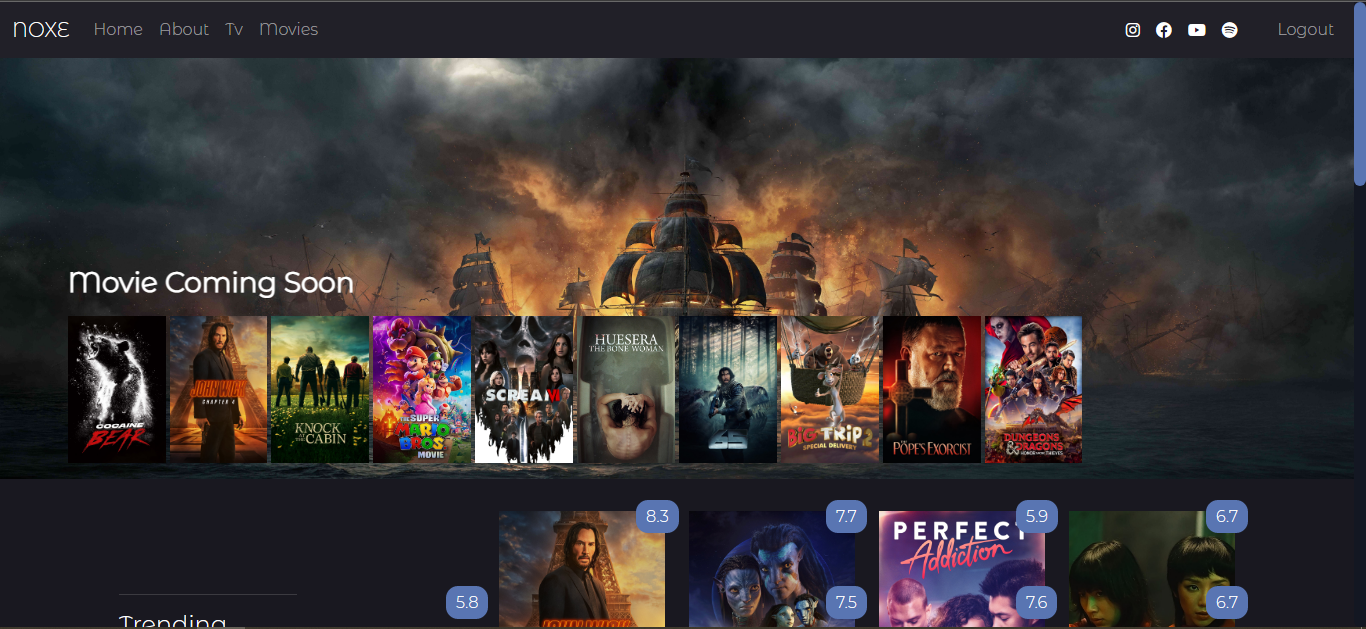 NOXE Home About Tv Movies Logout
Movie Coming Soon
COCAINE BEAR
JOHN WICK
CHAPTER 4
KNOCK
AT THE
CABIN
THE SUPER
MARIO
BROS
MOVIE
SCREAM
HUESERA
THE BONE WOMAN
BIG TRIP 2
SPECIAL DELIVERY
THE
POPE'S EXORCIST
DUNGEONS
& DRAGONS
HONOR AMONG THIEVES
8.3 7.7 5.9 6.7
PERFECT
Addiction
5.8 7.5 7.6 6.7
JOHN WICK
Trending